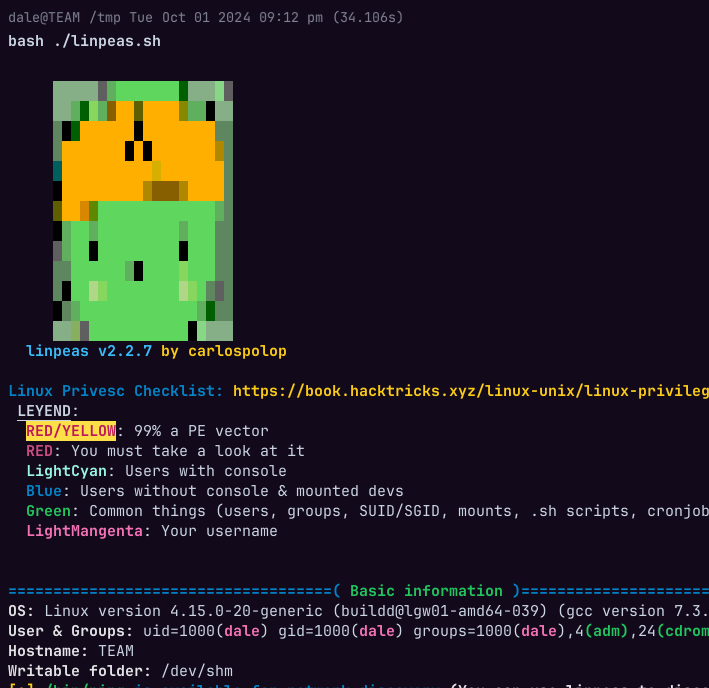 dale@TEAM /tmp Tue Oct 01 2024 09:12 pm (34.106s)
bash ./linpeas.sh
linpeas v2.2.7 by carlospolop
Linux Privesc Checklist: https://book.hacktricks.xyz/linux-unix/linux-privileg
LEYEND:
RED/YELLOW: 99% a PE vector
RED: You must take a look at it
LightCyan: Users with console
Blue: Users without console & mounted devs
Green: Common things (users, groups, SUID/SGID, mounts, .sh scripts, cronjob
LightMangenta: Your username
====================================( Basic information )=====================
OS: Linux version 4.15.0-20-generic (buildd@lgw01-amd64-039) (gcc version 7.3.
User & Groups: uid=1000(dale) gid=1000(dale) groups=1000(dale),4(adm),24(cdrom
Hostname: TEAM
Writable folder: /dev/shm